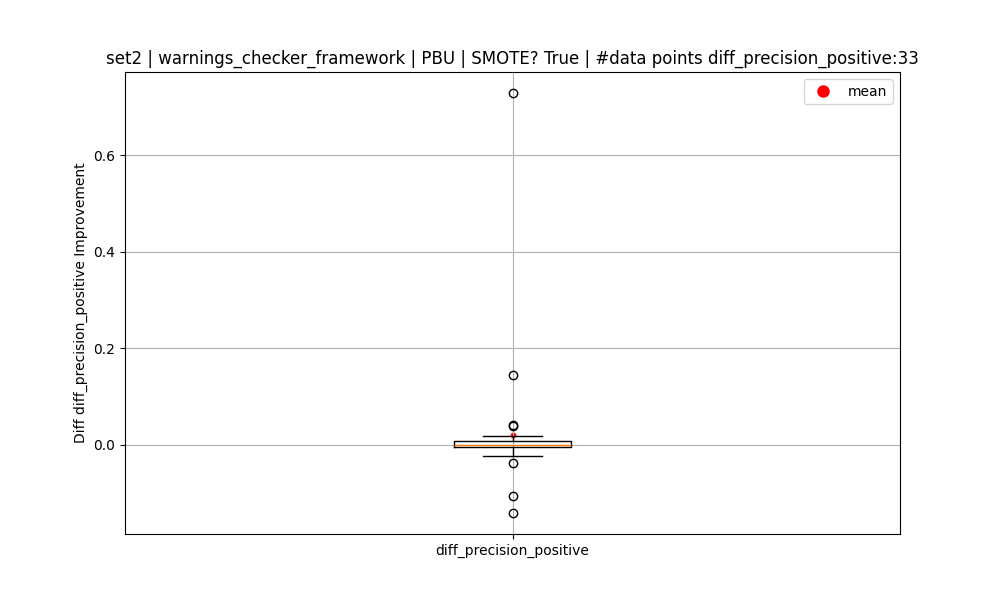 set2 | warnings_checker_framework | PBU | SMOTE? True | #data points diff_precision_positive:33
mean
Diff diff_precision_positive Improvement
0.6
0.4
0.2
0.0
diff_precision_positive